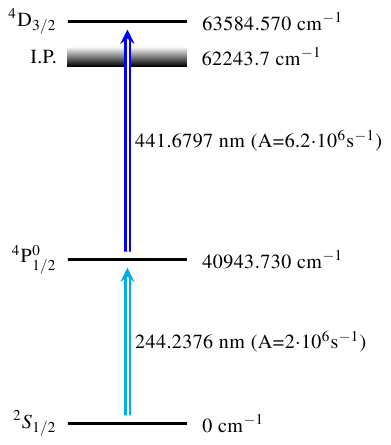 ⁴D₃/₂ 63584.570 cm⁻¹
I.P. 62243.7 cm⁻¹
441.6797 nm (A=6.2·10⁶s⁻¹)
⁴P⁰₁/₂ 40943.730 cm⁻¹
244.2376 nm (A=2·10⁶s⁻¹)
²S₁/₂ 0 cm⁻¹